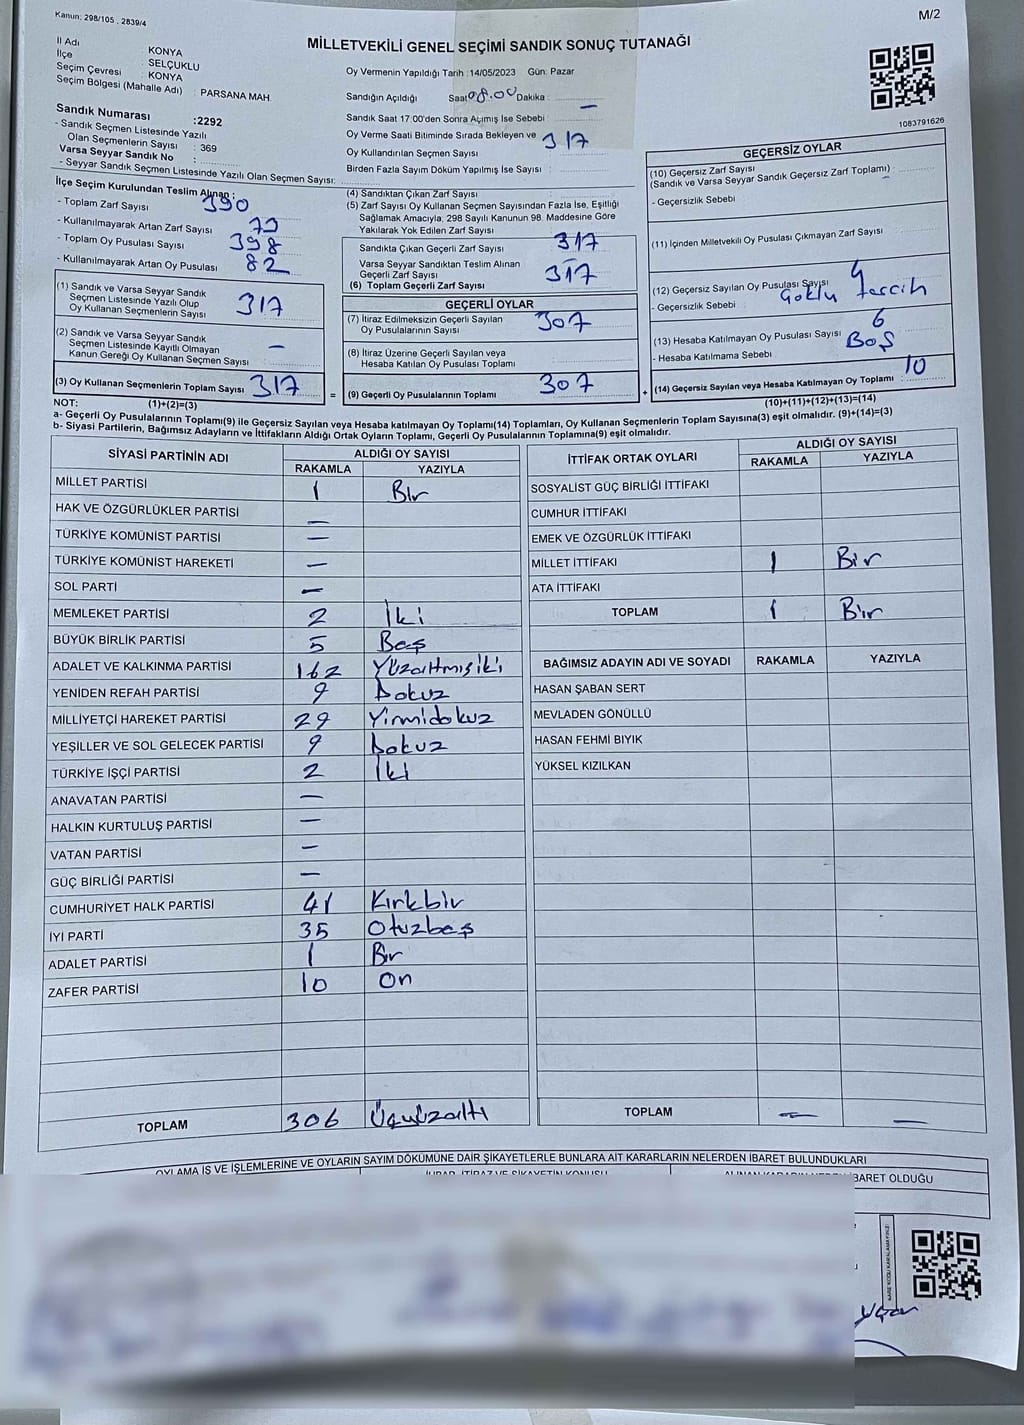 Kanun: 298/105 , 2839/4
M/2
MİLLETVEKİLİ GENEL SEÇİMİ SANDIK SONUÇ TUTANAĞI
İl Adı : KONYA
İlçe : SELÇUKLU
Seçim Çevresi : KONYA
Seçim Bölgesi (Mahalle Adı) : PARSANA MAH.
Oy Vermenin Yapıldığı Tarih :14/05/2023 Gün: Pazar
Sandığın Açıldığı Saat 08.00 Dakika :
Sandık Saat 17:00'den Sonra Açımış İse Sebebi : —
Oy Verme Saati Bitiminde Sırada Bekleyen ve
Oy Kullandırılan Seçmen Sayısı : 317
Birden Fazla Sayım Döküm Yapılmış İse Sayısı :
1083791626
Sandık Numarası :2292
- Sandık Seçmen Listesinde Yazılı
Olan Seçmenlerin Sayısı : 369
Varsa Seyyar Sandık No :
- Seyyar Sandık Seçmen Listesinde Yazılı Olan Seçmen Sayısı:
İlçe Seçim Kurulundan Teslim Alınan :
- Toplam Zarf Sayısı 390
- Kullanılmayarak Artan Zarf Sayısı 73
- Toplam Oy Pusulası Sayısı 398
- Kullanılmayarak Artan Oy Pusulası 82
(1) Sandık ve Varsa Seyyar Sandık
Seçmen Listesinde Yazılı Olup
Oy Kullanan Seçmenlerin Sayısı 317
(2) Sandık ve Varsa Seyyar Sandık
Seçmen Listesinde Kayıtlı Olmayan
Kanun Gereği Oy Kullanan Seçmen Sayısı —
(3) Oy Kullanan Seçmenlerin Toplam Sayısı 317
(4) Sandıktan Çıkan Zarf Sayısı
(5) Zarf Sayısı Oy Kullanan Seçmen Sayısından Fazla İse, Eşitliği
Sağlamak Amacıyla; 298 Sayılı Kanunun 98. Maddesine Göre
Yakılarak Yok Edilen Zarf Sayısı :
Sandıkta Çıkan Geçerli Zarf Sayısı 317
Varsa Seyyar Sandıktan Teslim Alınan
Geçerli Zarf Sayısı —
(6) Toplam Geçerli Zarf Sayısı 317
GEÇERLİ OYLAR
(7) İtiraz Edilmeksizin Geçerli Sayılan
Oy Pusulalarının Sayısı 307
(8) İtiraz Üzerine Geçerli Sayılan veya
Hesaba Katılan Oy Pusulası Toplamı
= (9) Geçerli Oy Pusulalarının Toplamı 307 +
GEÇERSİZ OYLAR
(10) Geçersiz Zarf Sayısı
(Sandık ve Varsa Seyyar Sandık Geçersiz Zarf Toplamı) :
- Geçersizlik Sebebi
(11) İçinden Milletvekili Oy Pusulası Çıkmayan Zarf Sayısı
(12) Geçersiz Sayılan Oy Pusulası Sayısı 4
- Geçersizlik Sebebi : Çoklu tercih
(13) Hesaba Katılmayan Oy Pusulası Sayısı 6
- Hesaba Katılmama Sebebi : BOŞ
(14) Geçersiz Sayılan veya Hesaba Katılmayan Oy Toplamı : 10
NOT: (1)+(2)=(3)
(10)+(11)+(12)+(13)=(14)
a- Geçerli Oy Pusulalarının Toplamı(9) ile Geçersiz Sayılan veya Hesaba katılmayan Oy Toplamı(14) Toplamları, Oy Kullanan Seçmenlerin Toplam Sayısına(3) eşit olmalıdır. (9)+(14)=(3)
b- Siyasi Partilerin, Bağımsız Adayların ve İttifakların Aldığı Ortak Oyların Toplamı, Geçerli Oy Pusulalarının Toplamına(9) eşit olmalıdır.
SİYASİ PARTİNİN ADI ALDIĞI OY SAYISI
RAKAMLA YAZIYLA
MİLLET PARTİSİ 1 Bir
HAK VE ÖZGÜRLÜKLER PARTİSİ —
TÜRKİYE KOMÜNİST PARTİSİ —
TÜRKİYE KOMÜNİST HAREKETİ —
SOL PARTİ —
MEMLEKET PARTİSİ 2 İki
BÜYÜK BİRLİK PARTİSİ 5 Beş
ADALET VE KALKINMA PARTİSİ 162 Yüzaltmışiki
YENİDEN REFAH PARTİSİ 9 Dokuz
MİLLİYETÇİ HAREKET PARTİSİ 29 Yirmidokuz
YEŞİLLER VE SOL GELECEK PARTİSİ 9 Dokuz
TÜRKİYE İŞÇİ PARTİSİ 2 İki
ANAVATAN PARTİSİ —
HALKIN KURTULUŞ PARTİSİ —
VATAN PARTİSİ —
GÜÇ BİRLİĞİ PARTİSİ —
CUMHURİYET HALK PARTİSİ 41 Kırkbir
İYİ PARTİ 35 Otuzbeş
ADALET PARTİSİ 1 Bir
ZAFER PARTİSİ 10 On
TOPLAM 306 Üçyüzaltı
İTTİFAK ORTAK OYLARI ALDIĞI OY SAYISI
RAKAMLA YAZIYLA
SOSYALİST GÜÇ BİRLİĞİ İTTİFAKI
CUMHUR İTTİFAKI
EMEK VE ÖZGÜRLÜK İTTİFAKI
MİLLET İTTİFAKI 1 Bir
ATA İTTİFAKI
TOPLAM 1 Bir
BAĞIMSIZ ADAYIN ADI VE SOYADI RAKAMLA YAZIYLA
HASAN ŞABAN SERT
MEVLADEN GÖNÜLLÜ
HASAN FEHMİ BIYIK
YÜKSEL KIZILKAN
TOPLAM — —
OYLAMA İŞ VE İŞLEMLERİNE VE OYLARIN SAYIM DÖKÜMÜNE DAİR ŞİKAYETLERLE BUNLARA AİT KARARLARIN NELERDEN İBARET BULUNDUKLARI
İHBAR, İTİRAZ VE ŞİKAYETİN KONUSU
ALINAN KARARIN NEDEN İBARET OLDUĞU